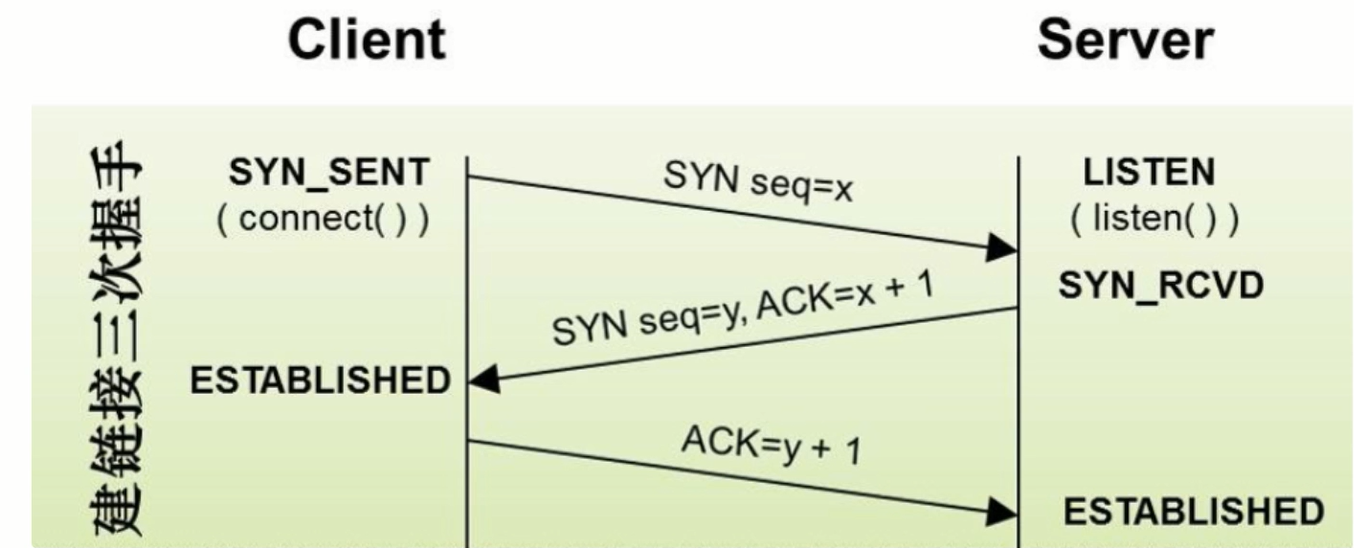 Client
Server
建链接三次握手
SYN_SENT
( connect( ) )
SYN seq=x
LISTEN
( listen( ) )
SYN_RCVD
SYN seq=y, ACK=x + 1
ESTABLISHED
ACK=y + 1
ESTABLISHED